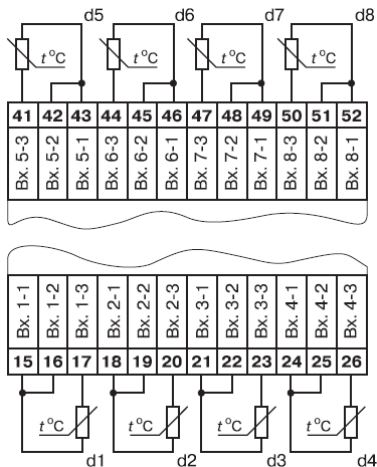 d5 d6 d7 d8
t°C t°C t°C t°C
41 42 43 44 45 46 47 48 49 50 51 52
Вх. 5-3 Вх. 5-2 Вх. 5-1 Вх. 6-3 Вх. 6-2 Вх. 6-1 Вх. 7-3 Вх. 7-2 Вх. 7-1 Вх. 8-3 Вх. 8-2 Вх. 8-1
Вх. 1-1 Вх. 1-2 Вх. 1-3 Вх. 2-1 Вх. 2-2 Вх. 2-3 Вх. 3-1 Вх. 3-2 Вх. 3-3 Вх. 4-1 Вх. 4-2 Вх. 4-3
15 16 17 18 19 20 21 22 23 24 25 26
t°C t°C t°C t°C
d1 d2 d3 d4